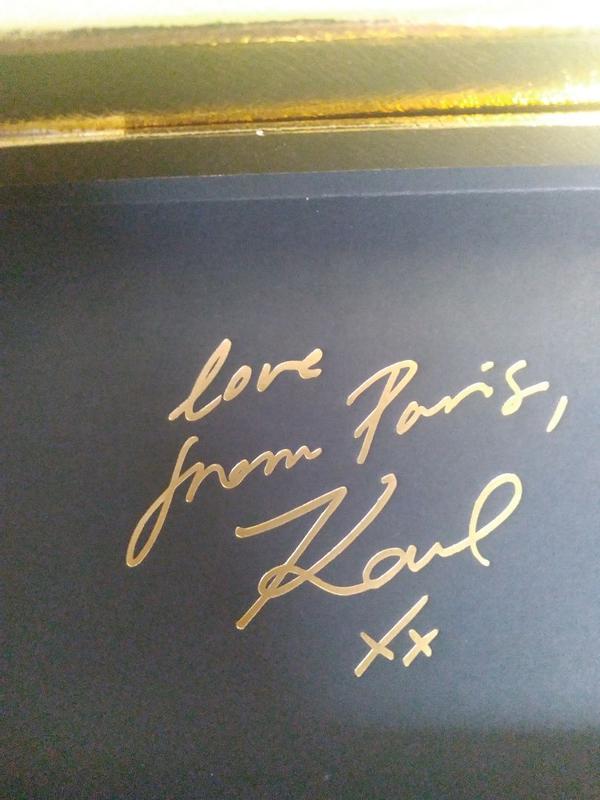 love
from Paris,
Karl
xx